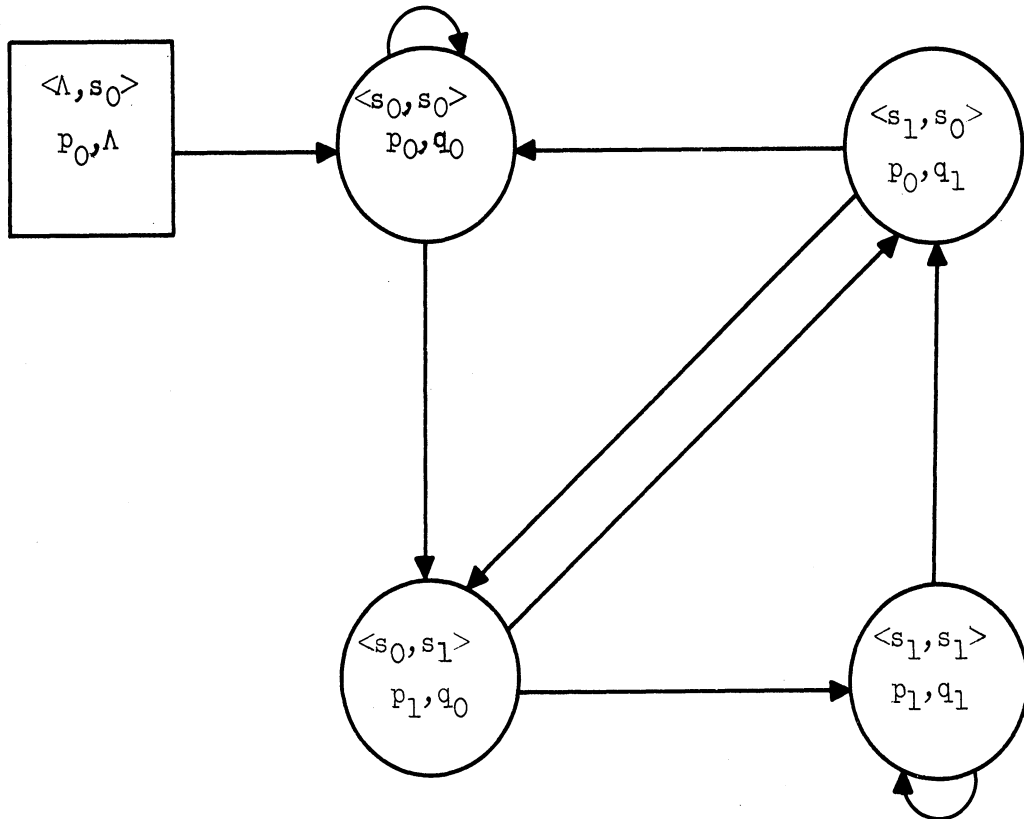 <Λ,s0>
p0,Λ
<s0,s0>
p0,q0
<s1,s0>
p0,q1
<s0,s1>
p1,q0
<s1,s1>
p1,q1